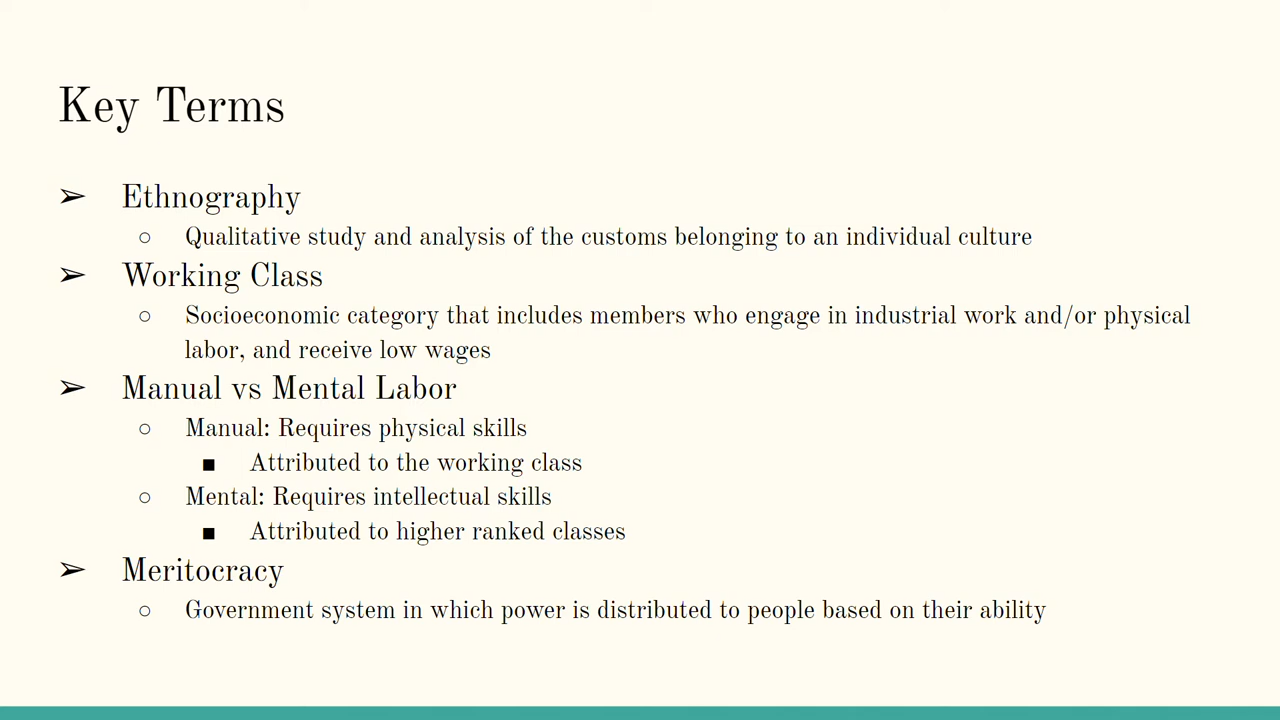 Key Terms
➢ Ethnography
○ Qualitative study and analysis of the customs belonging to an individual culture
➢ Working Class
○ Socioeconomic category that includes members who engage in industrial work and/or physical
labor, and receive low wages
➢ Manual vs Mental Labor
○ Manual: Requires physical skills
■ Attributed to the working class
○ Mental: Requires intellectual skills
■ Attributed to higher ranked classes
➢ Meritocracy
○ Government system in which power is distributed to people based on their ability